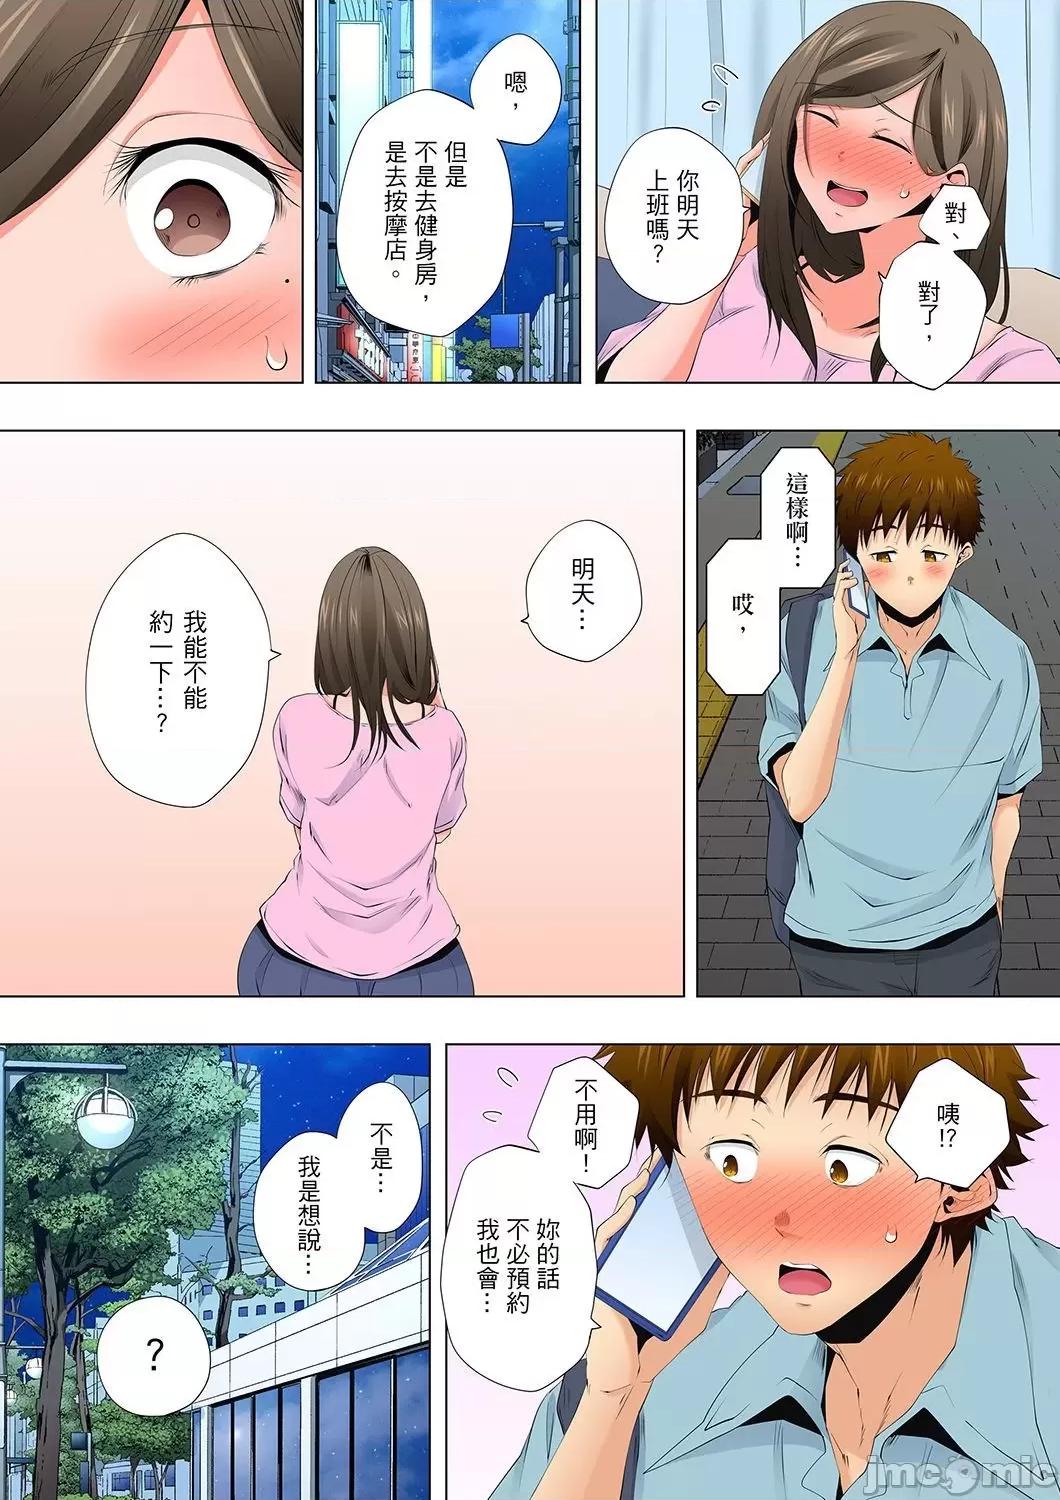 對、
對了，
你明天
上班嗎？
嗯，
但是
不是去健身房，
是去按摩店。
這樣啊…
哎，
明天…
我能不能
約一下…？
咦!?
不用啊！
妳的話
不必預約
我也會…
不是…
我是想說…
？
jmcomic